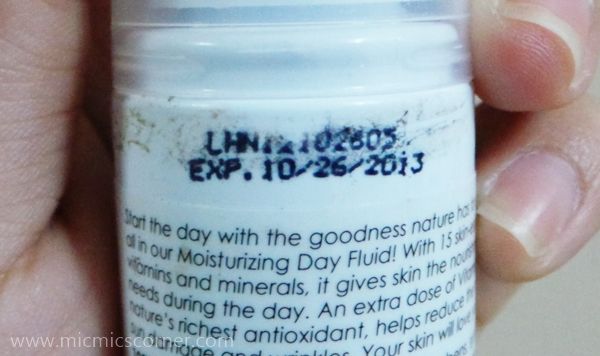 LHN12102605
EXP. 10/26/2013
Start the day with the goodness nature has
all in our Moisturizing Day Fluid! With 15 skin-
vitamins and minerals, it gives skin the
needs during the day. An extra dose of
nature's richest antioxidant, helps reduce
sun damage and wrinkles. Your skin will love
www.micmicscorner.com